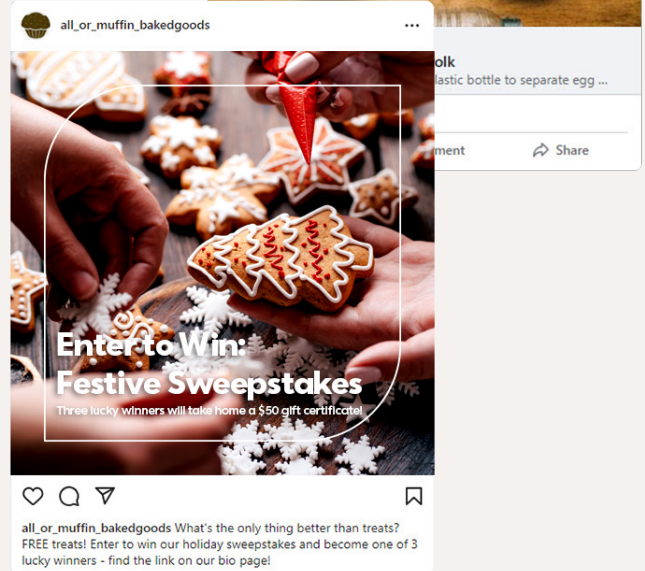 all_or_muffin_bakedgoods
olk
lastic bottle to separate egg ...
ment
Share
Enter to Win:
Festive Sweepstakes
Three lucky winners will take home a $50 gift certificate!
all_or_muffin_bakedgoods What's the only thing better than treats?
FREE treats! Enter to win our holiday sweepstakes and become one of 3
lucky winners - find the link on our bio page!